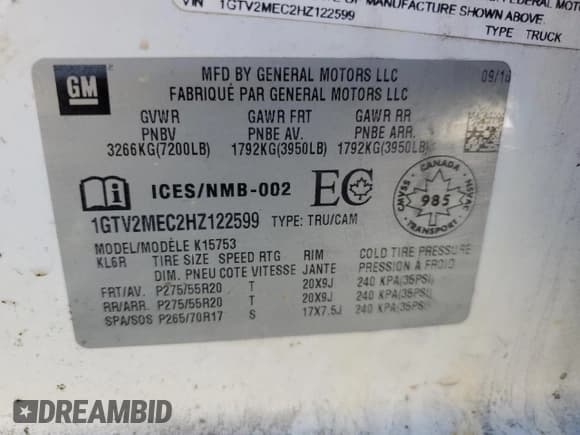 VIN 1GTV2MEC2HZ122599 OF MANUFACTURE SHOWN ABOVE.
TYPE TRUCK
GM
MFD BY GENERAL MOTORS LLC 09/16
FABRIQUÉ PAR GENERAL MOTORS LLC
GVWR GAWR FRT GAWR RR
PNBV PNBE AV. PNBE ARR.
3266KG(7200LB) 1792KG(3950LB) 1792KG(3950LB)
ICES/NMB-002 EC
CANADA CMVSS NSVAC 985 TRANSPORT
1GTV2MEC2HZ122599 TYPE: TRU/CAM
MODEL/MODÈLE K15753
KL6R TIRE SIZE SPEED RTG RIM COLD TIRE PRESSURE
DIM. PNEU COTE VITESSE JANTE PRESSION À FROID
FRT/AV. P275/55R20 T 20X9J 240 KPA(35PSI)
RR/ARR. P275/55R20 T 20X9J 240 KPA(35PSI)
SPA/SOS P265/70R17 S 17X7.5J 240 KPA(35PSI)
DREAMBID